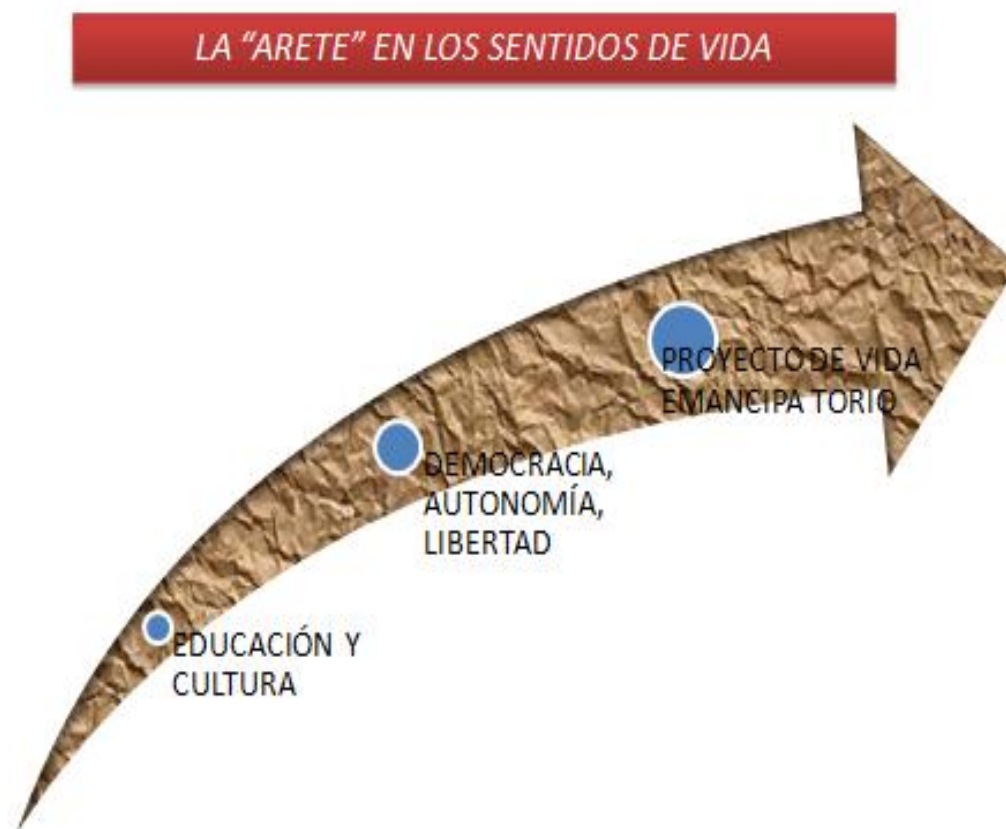 LA "ARETE" EN LOS SENTIDOS DE VIDA
PROYECTO DE VIDA
EMANCIPA TORIO
DEMOCRACIA,
AUTONOMÍA,
LIBERTAD
EDUCACIÓN Y
CULTURA